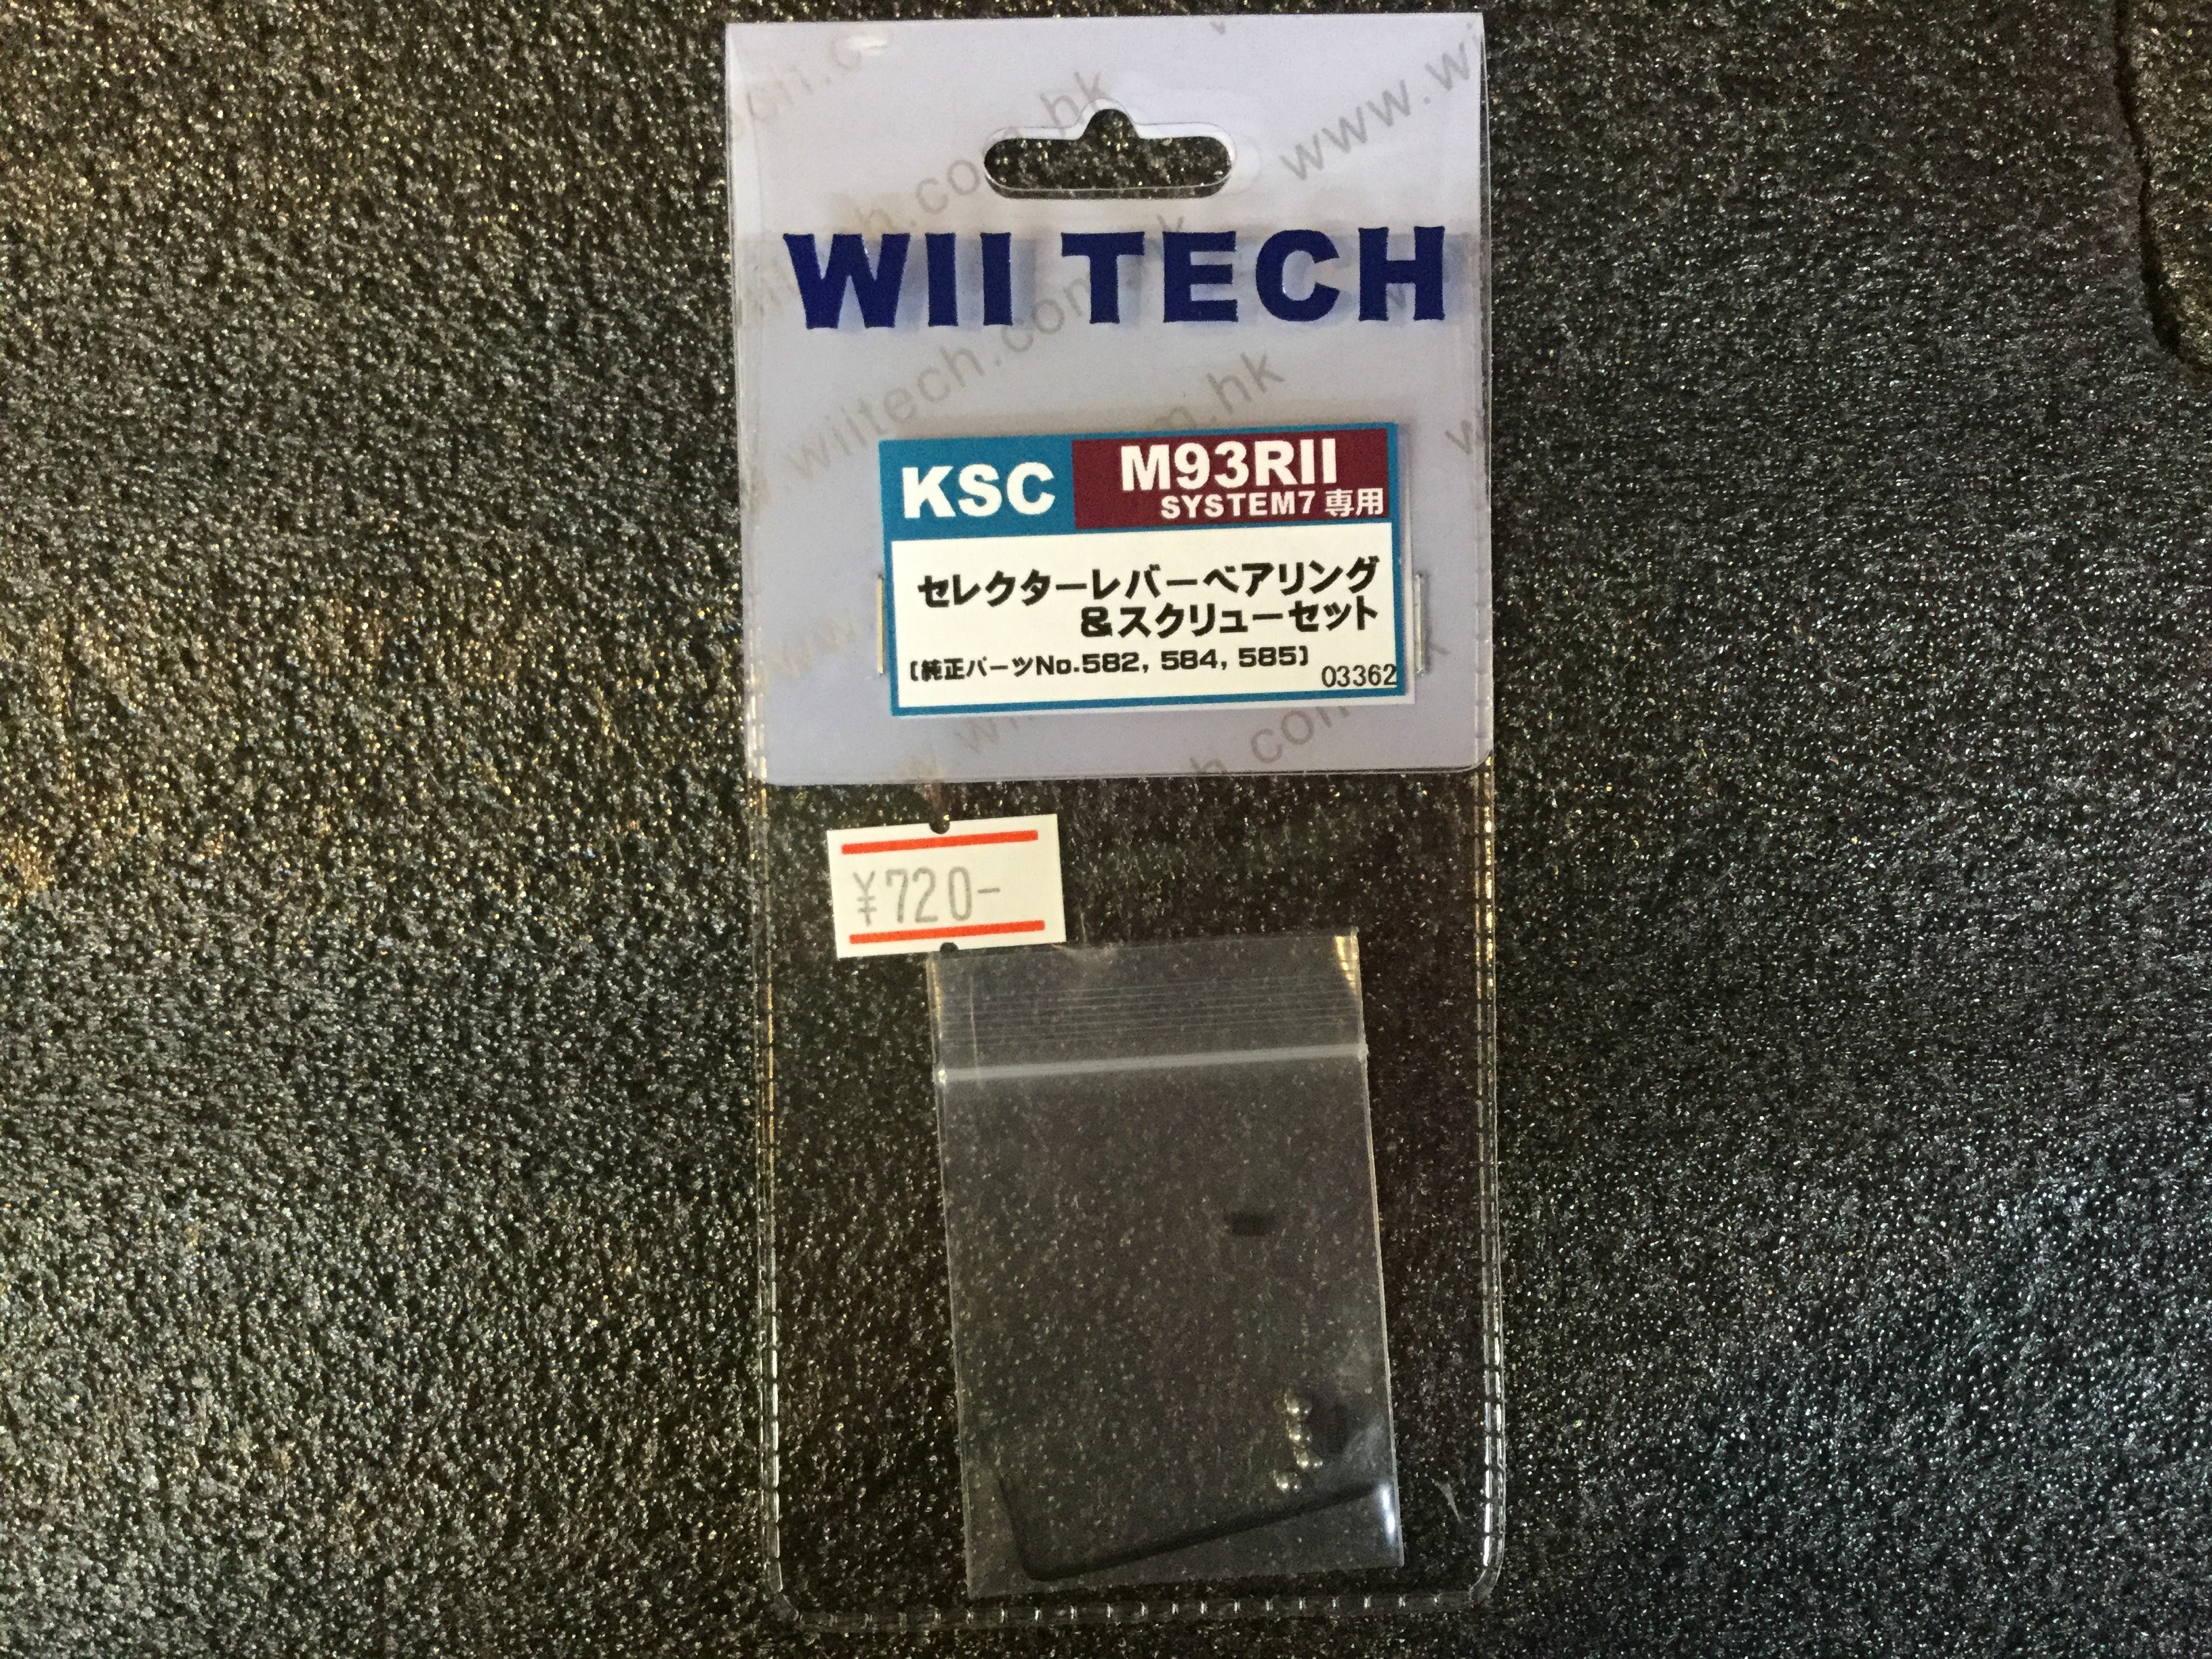 www.wi
WII TECH
KSC
M93RII
SYSTEM7 専用
セレクターレバーベアリング
&スクリューセット
〔純正パーツNo.582, 584, 585〕
03362
¥720-